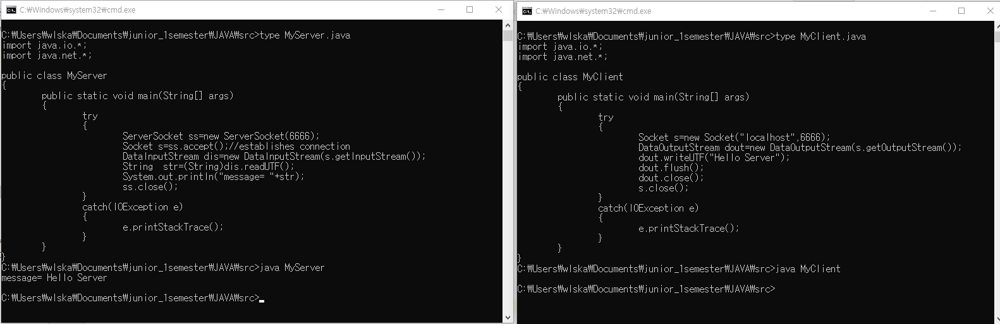 C:₩Windows₩system32₩cmd.exe
C:₩Users₩wlska₩Documents₩junior_1semester₩JAVA₩src>type MyServer.java
import java.io.*;
import java.net.*;
public class MyServer
{
public static void main(String[] args)
{
try
{
ServerSocket ss=new ServerSocket(6666);
Socket s=ss.accept();//establishes connection
DataInputStream dis=new DataInputStream(s.getInputStream());
String  str=(String)dis.readUTF();
System.out.println("message= "+str);
ss.close();
}
catch(IOException e)
{
e.printStackTrace();
}
}
}
C:₩Users₩wlska₩Documents₩junior_1semester₩JAVA₩src>java MyServer
message= Hello Server
C:₩Users₩wlska₩Documents₩junior_1semester₩JAVA₩src>
C:₩Windows₩system32₩cmd.exe
C:₩Users₩wlska₩Documents₩junior_1semester₩JAVA₩src>type MyClient.java
import java.io.*;
import java.net.*;
public class MyClient
{
public static void main(String[] args)
{
try
{
Socket s=new Socket("localhost",6666);
DataOutputStream dout=new DataOutputStream(s.getOutputStream());
dout.writeUTF("Hello Server");
dout.flush();
dout.close();
s.close();
}
catch(IOException e)
{
e.printStackTrace();
}
}
}
C:₩Users₩wlska₩Documents₩junior_1semester₩JAVA₩src>java MyClient
C:₩Users₩wlska₩Documents₩junior_1semester₩JAVA₩src>